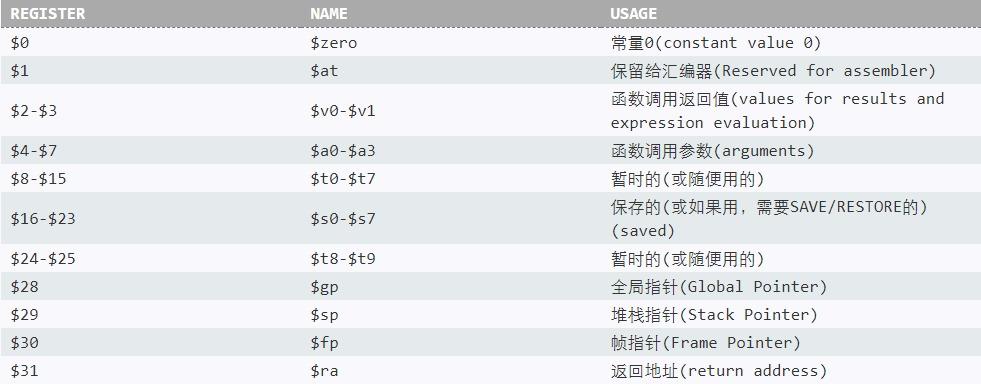 REGISTER NAME USAGE
$0 $zero 常量0(constant value 0)
$1 $at 保留给汇编器(Reserved for assembler)
$2-$3 $v0-$v1 函数调用返回值(values for results and
expression evaluation)
$4-$7 $a0-$a3 函数调用参数(arguments)
$8-$15 $t0-$t7 暂时的(或随便用的)
$16-$23 $s0-$s7 保存的(或如果用，需要SAVE/RESTORE的)
(saved)
$24-$25 $t8-$t9 暂时的(或随便用的)
$28 $gp 全局指针(Global Pointer)
$29 $sp 堆栈指针(Stack Pointer)
$30 $fp 帧指针(Frame Pointer)
$31 $ra 返回地址(return address)